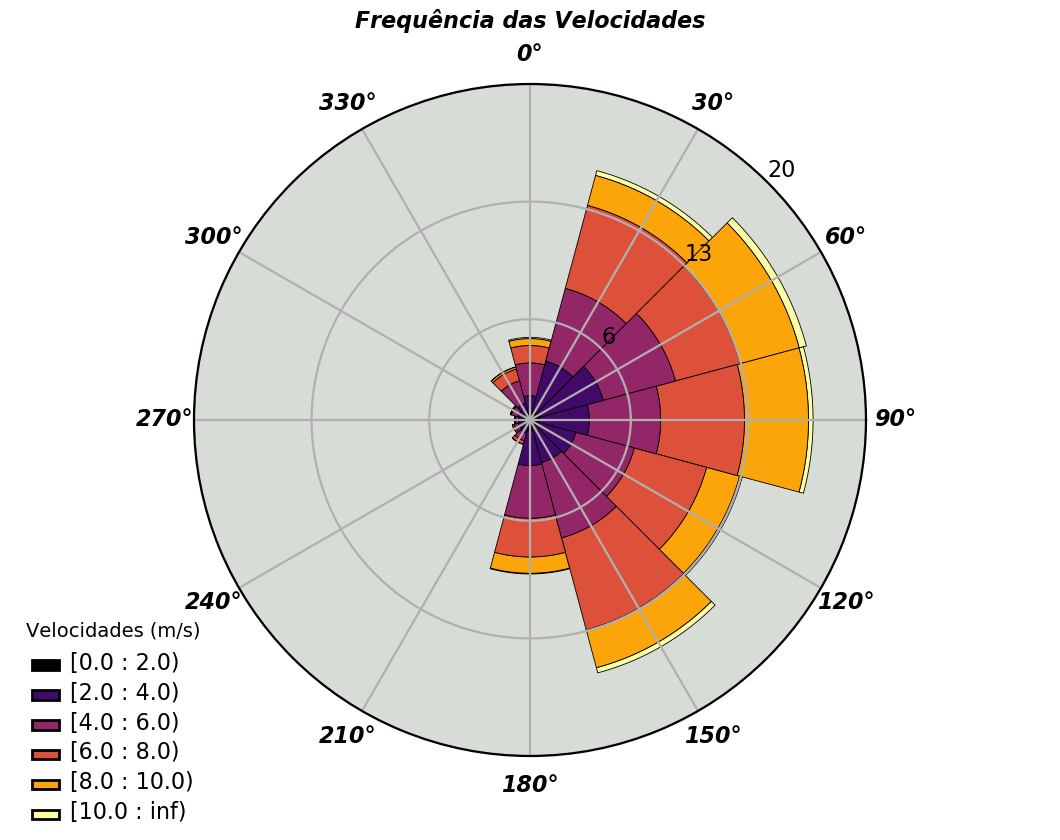 Frequência das Velocidades
0°
330°
30°
20
300°
60°
13
6
270°
90°
240°
120°
210°
150°
180°
Velocidades (m/s)
[0.0 : 2.0)
[2.0 : 4.0)
[4.0 : 6.0)
[6.0 : 8.0)
[8.0 : 10.0)
[10.0 : inf)